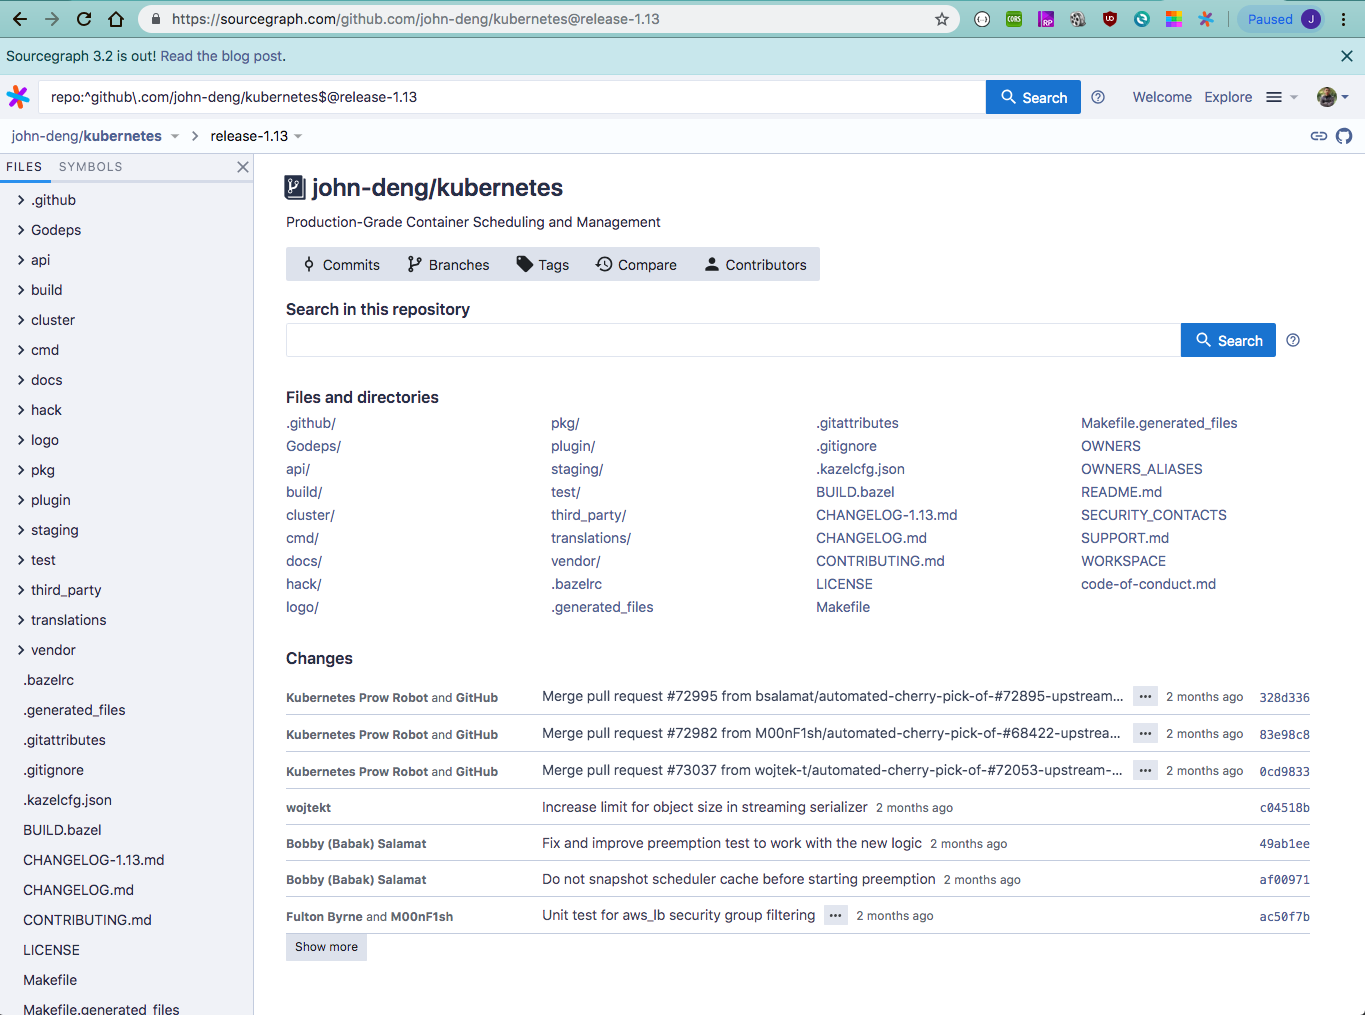 https://sourcegraph.com/github.com/john-deng/kubernetes@release-1.13
CORS
RP
UD
Paused
J
Sourcegraph 3.2 is out! Read the blog post.
repo:^github\.com/john-deng/kubernetes$@release-1.13
Search
Welcome
Explore
john-deng/kubernetes
release-1.13
FILES
SYMBOLS
.github
Godeps
api
build
cluster
cmd
docs
hack
logo
pkg
plugin
staging
test
third_party
translations
vendor
.bazelrc
.generated_files
.gitattributes
.gitignore
.kazelcfg.json
BUILD.bazel
CHANGELOG-1.13.md
CHANGELOG.md
CONTRIBUTING.md
LICENSE
Makefile
Makefile.generated_files
john-deng/kubernetes
Production-Grade Container Scheduling and Management
Commits
Branches
Tags
Compare
Contributors
Search in this repository
Search
Files and directories
.github/
Godeps/
api/
build/
cluster/
cmd/
docs/
hack/
logo/
pkg/
plugin/
staging/
test/
third_party/
translations/
vendor/
.bazelrc
.generated_files
.gitattributes
.gitignore
.kazelcfg.json
BUILD.bazel
CHANGELOG-1.13.md
CHANGELOG.md
CONTRIBUTING.md
LICENSE
Makefile
Makefile.generated_files
OWNERS
OWNERS_ALIASES
README.md
SECURITY_CONTACTS
SUPPORT.md
WORKSPACE
code-of-conduct.md
Changes
Kubernetes Prow Robot and GitHub Merge pull request #72995 from bsalamat/automated-cherry-pick-of-#72895-upstream... ••• 2 months ago 328d336
Kubernetes Prow Robot and GitHub Merge pull request #72982 from M00nF1sh/automated-cherry-pick-of-#68422-upstrea... ••• 2 months ago 83e98c8
Kubernetes Prow Robot and GitHub Merge pull request #73037 from wojtek-t/automated-cherry-pick-of-#72053-upstream-... ••• 2 months ago 0cd9833
wojtekt Increase limit for object size in streaming serializer 2 months ago c04518b
Bobby (Babak) Salamat Fix and improve preemption test to work with the new logic 2 months ago 49ab1ee
Bobby (Babak) Salamat Do not snapshot scheduler cache before starting preemption 2 months ago af00971
Fulton Byrne and M00nF1sh Unit test for aws_lb security group filtering ••• 2 months ago ac50f7b
Show more